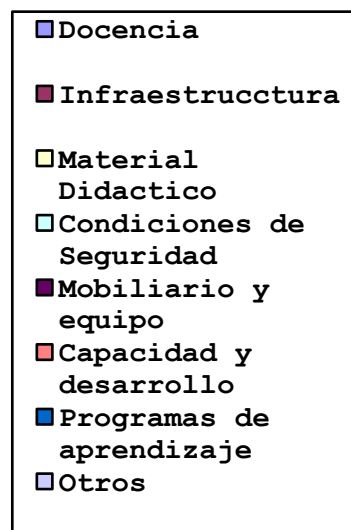 Docencia
Infraestrucctura
Material
Didactico
Condiciones de
Seguridad
Mobiliario y
equipo
Capacidad y
desarrollo
Programas de
aprendizaje
Otros